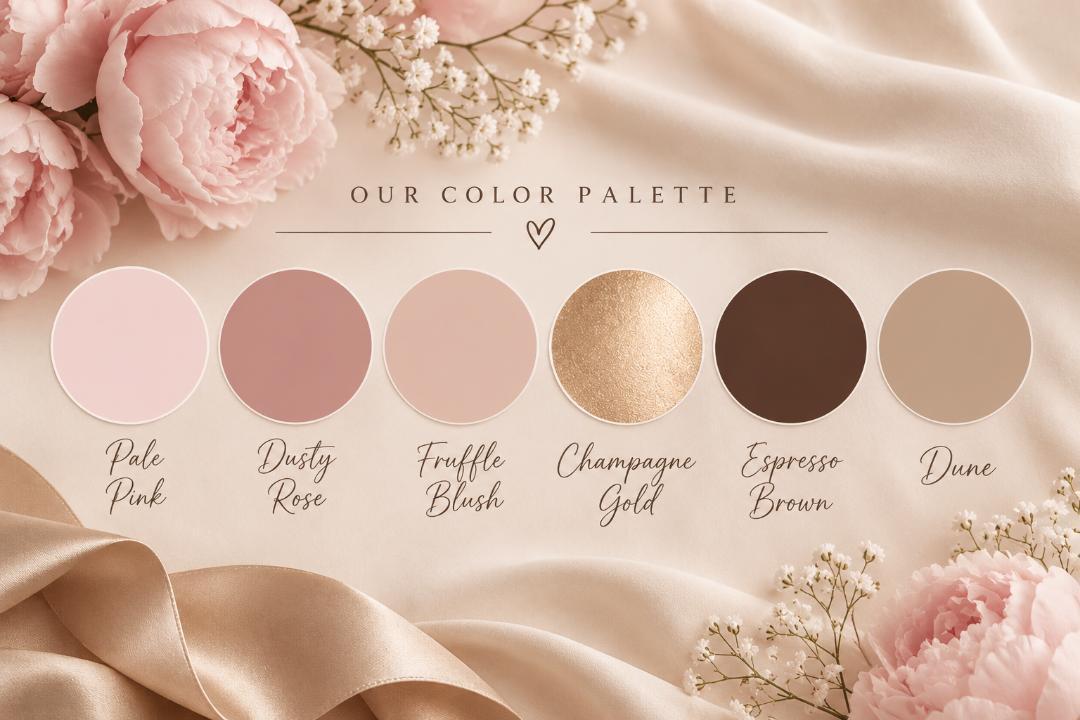 OUR COLOR PALETTE
Pale
Pink
Dusty
Rose
Fruffle
Blush
Champagne
Gold
Espresso
Brown
Dune